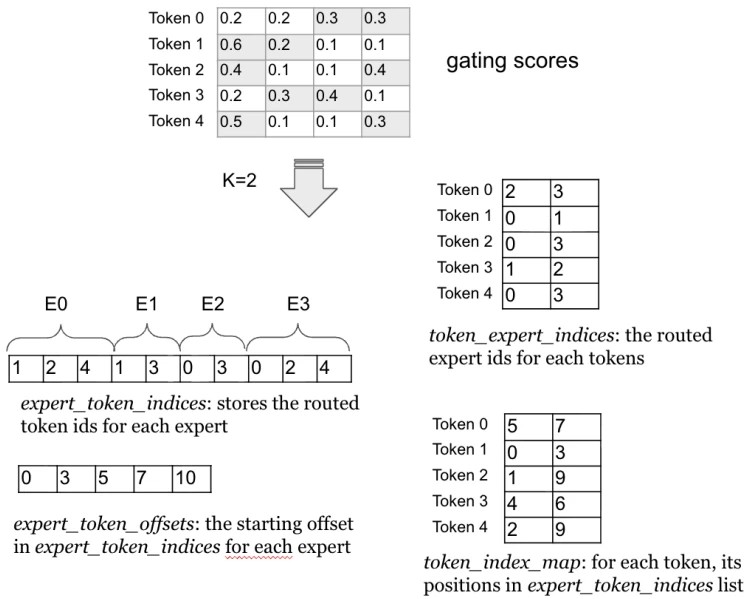 Token 0 0.2 0.2 0.3 0.3
Token 1 0.6 0.2 0.1 0.1
Token 2 0.4 0.1 0.1 0.4
Token 3 0.2 0.3 0.4 0.1
Token 4 0.5 0.1 0.1 0.3
gating scores
K=2
Token 0 2 3
Token 1 0 1
Token 2 0 3
Token 3 1 2
Token 4 0 3
token_expert_indices: the routed
expert ids for each tokens
E0 E1 E2 E3
1 2 4 1 3 0 3 0 2 4
expert_token_indices: stores the routed
token ids for each expert
0 3 5 7 10
expert_token_offsets: the starting offset
in expert_token_indices for each expert
Token 0 5 7
Token 1 0 3
Token 2 1 9
Token 3 4 6
Token 4 2 9
token_index_map: for each token, its
positions in expert_token_indices list